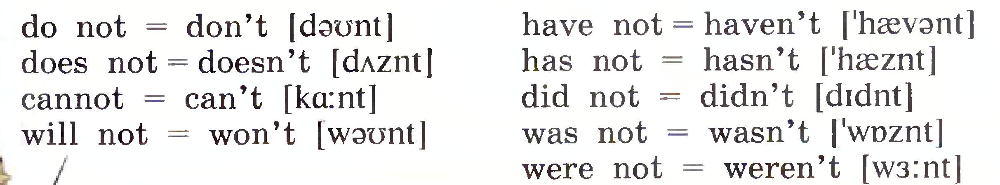 do not = don't [dəʊnt]
does not = doesn't [dʌznt]
cannot = can't [kɑ:nt]
will not = won't [wəʊnt]
have not = haven't ['hævənt]
has not = hasn't ['hæznt]
did not = didn't [dɪdnt]
was not = wasn't ['wɒznt]
were not = weren't [wɜ:nt]